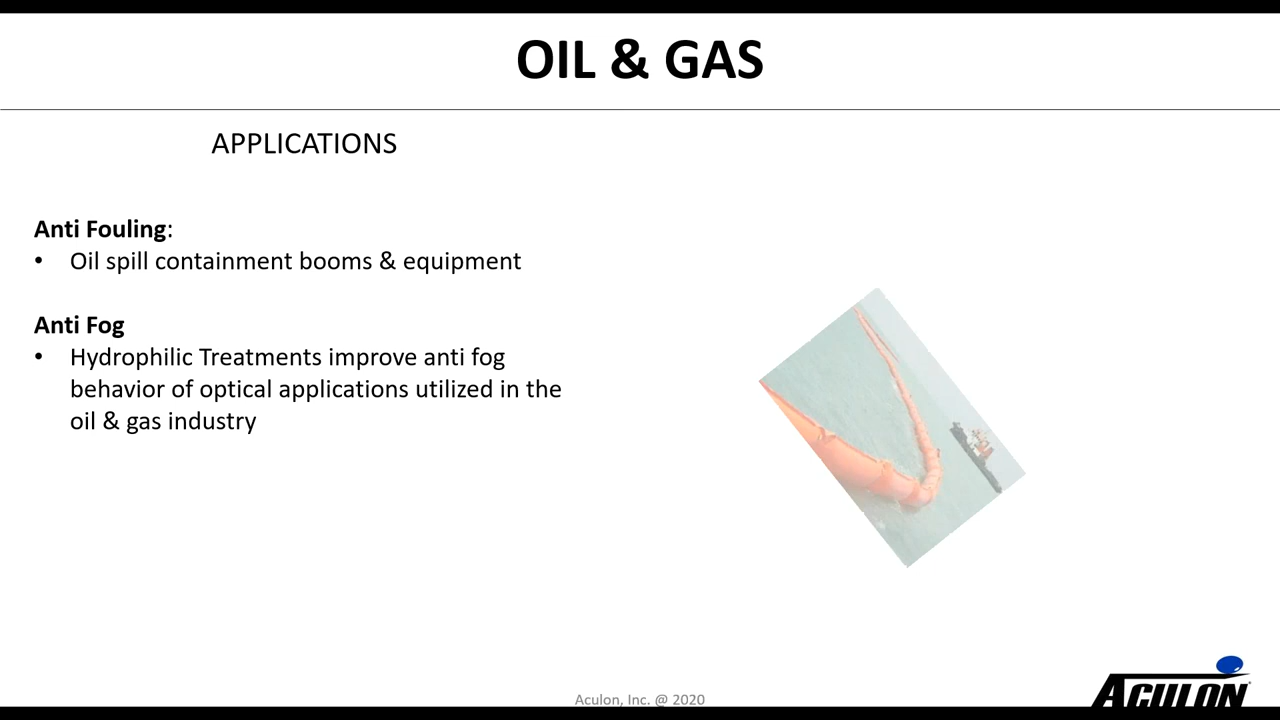 OIL & GAS
APPLICATIONS
Anti Fouling:
• Oil spill containment booms & equipment
Anti Fog
• Hydrophilic Treatments improve anti fog
behavior of optical applications utilized in the
oil & gas industry
Aculon, Inc. @ 2020
ACULON